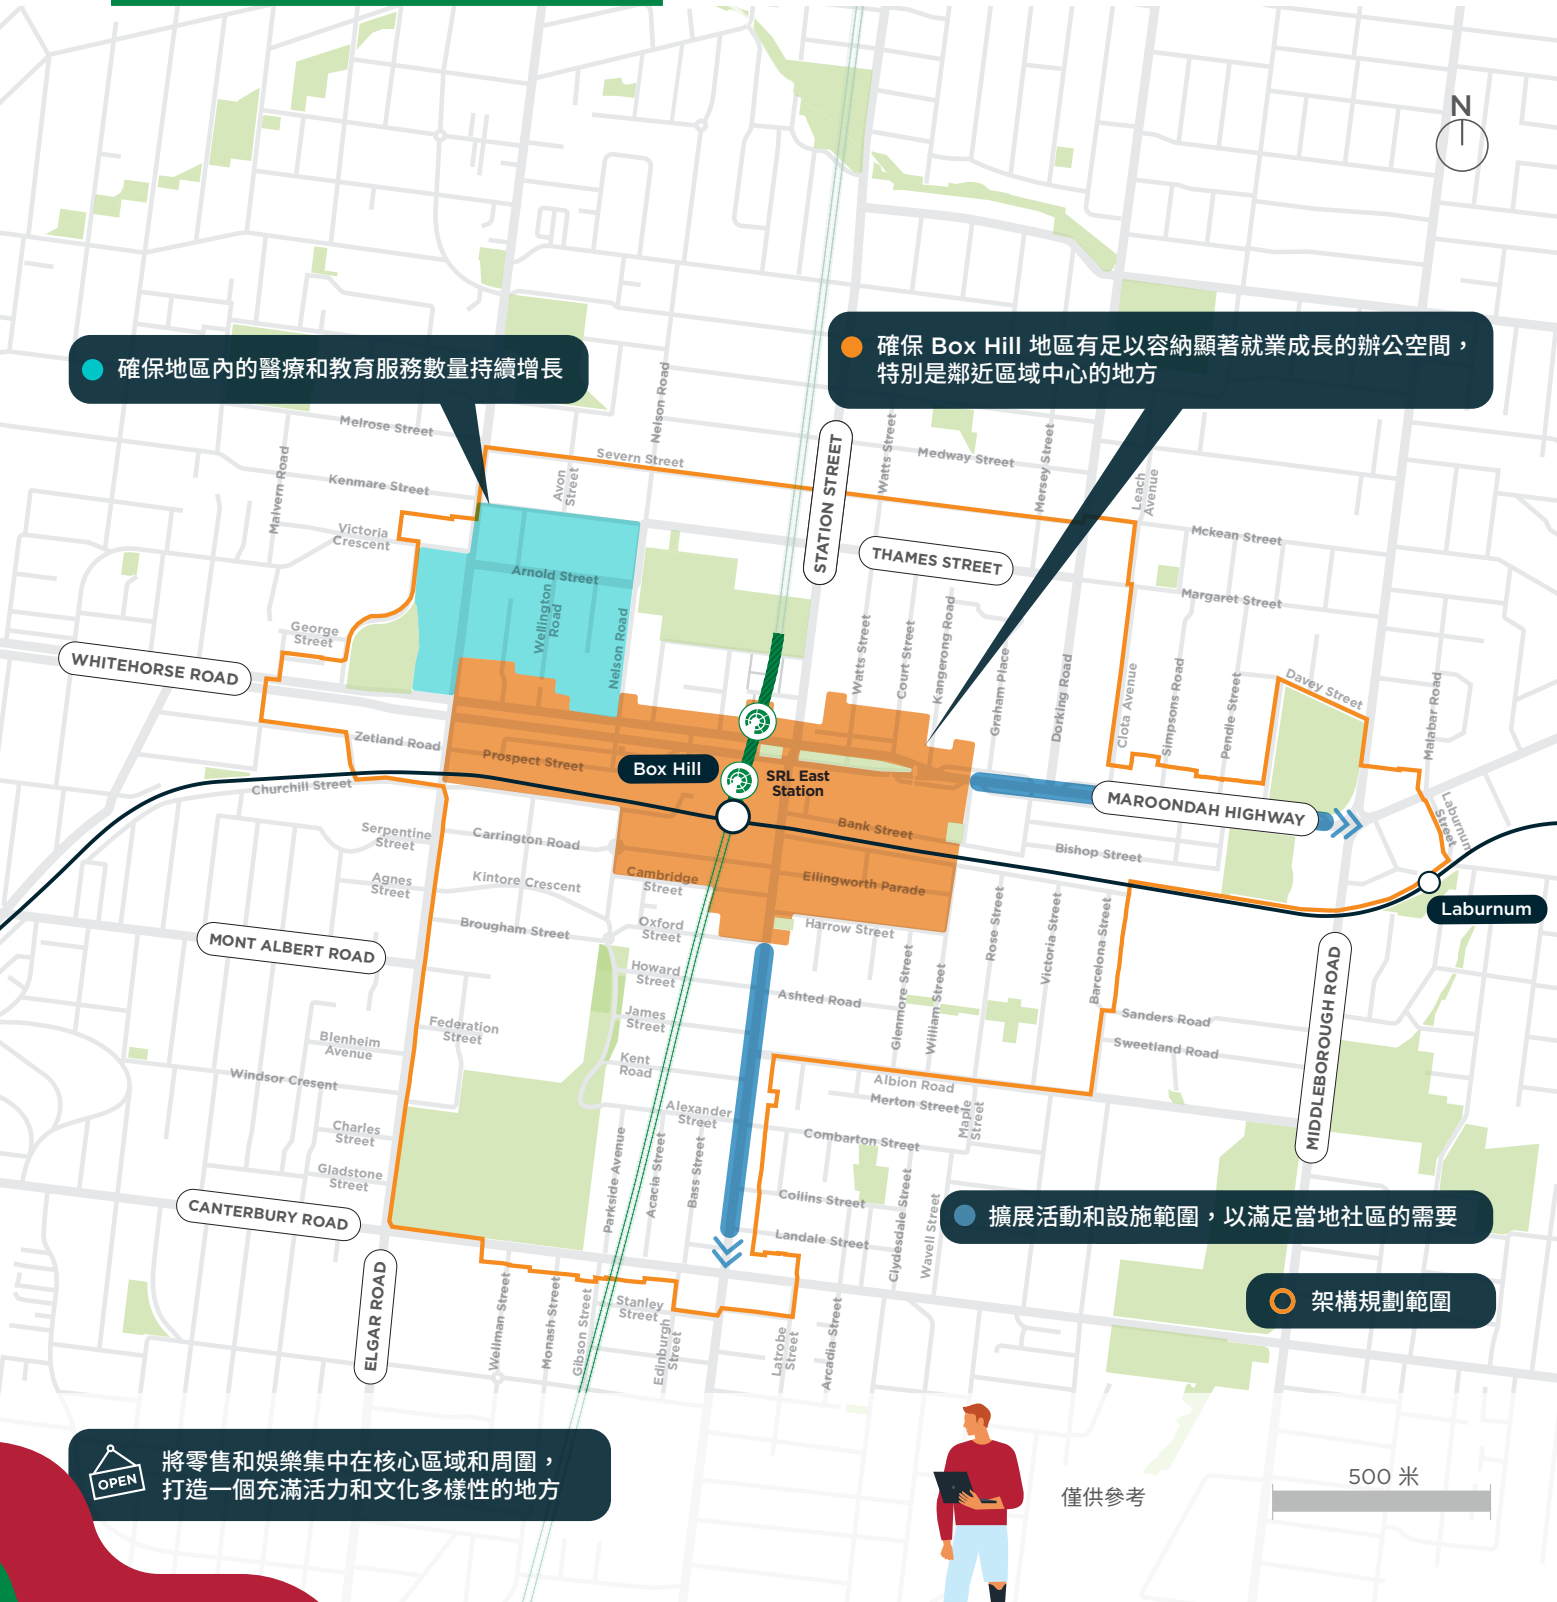 N
確保地區內的醫療和教育服務數量持續增長
確保 Box Hill 地區有足以容納顯著就業成長的辦公空間，
特別是鄰近區域中心的地方
Melrose Street
Nelson Road
Severn Street
Kenmare Street
Malvern Road
Avon
Street
Victoria
Crescent
STATION STREET
Watts Street
Medway Street
Mersey Street
Leach
Avenue
Mckean Street
THAMES STREET
Margaret Street
Arnold Street
Wellington
Road
Nelson Road
George
Street
WHITEHORSE ROAD
Watts Street
Court Street
Kangerong Road
Graham Place
Dorking Road
Clota Avenue
Simpsons Road
Pendle Street
Davey Street
Malabar Road
Zetland Road
Prospect Street
Box Hill
SRL East
Station
Churchill Street
MAROONDAH HIGHWAY
Laburnum
Street
Serpentine
Street
Carrington Road
Bank Street
Bishop Street
Agnes
Street
Kintore Crescent
Cambridge
Street
Ellingworth Parade
Laburnum
Brougham Street
Oxford
Street
Harrow Street
Rose Street
Victoria Street
Barcelona Street
MONT ALBERT ROAD
Howard
Street
Ashted Road
Glenmore Street
William Street
MIDDLEBOROUGH ROAD
James
Street
Federation
Street
Sanders Road
Sweetland Road
Blenheim
Avenue
Kent
Road
Windsor Cresent
Albion Road
Merton Street
Maple
Street
Alexander
Street
Charles
Street
Combarton Street
Gladstone
Street
Parkside Avenue
Acacia Street
Bass Street
Collins Street
Clydesdale Street
Wavell Street
CANTERBURY ROAD
Landale Street
擴展活動和設施範圍，以滿足當地社區的需要
ELGAR ROAD
Wellman Street
Monash Street
Gibson Street
Stanley
Street
Edinburgh
Street
Latrobe
Street
Arcadia Street
架構規劃範圍
OPEN
將零售和娛樂集中在核心區域和周圍，
打造一個充滿活力和文化多樣性的地方
僅供參考
500 米